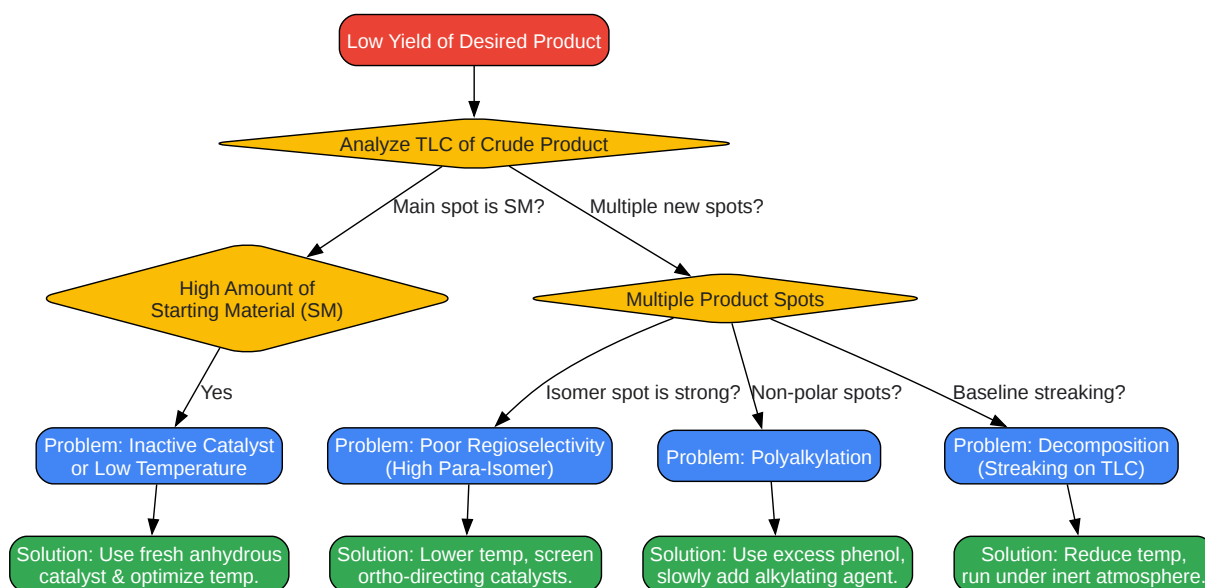 Low Yield of Desired Product
Analyze TLC of Crude Product
Main spot is SM?
Multiple new spots?
High Amount of
Starting Material (SM)
Multiple Product Spots
Yes
Isomer spot is strong?
Non-polar spots?
Baseline streaking?
Problem: Inactive Catalyst
or Low Temperature
Problem: Poor Regioselectivity
(High Para-Isomer)
Problem: Polyalkylation
Problem: Decomposition
(Streaking on TLC)
Solution: Use fresh anhydrous
catalyst & optimize temp.
Solution: Lower temp, screen
ortho-directing catalysts.
Solution: Use excess phenol,
slowly add alkylating agent.
Solution: Reduce temp,
run under inert atmosphere.